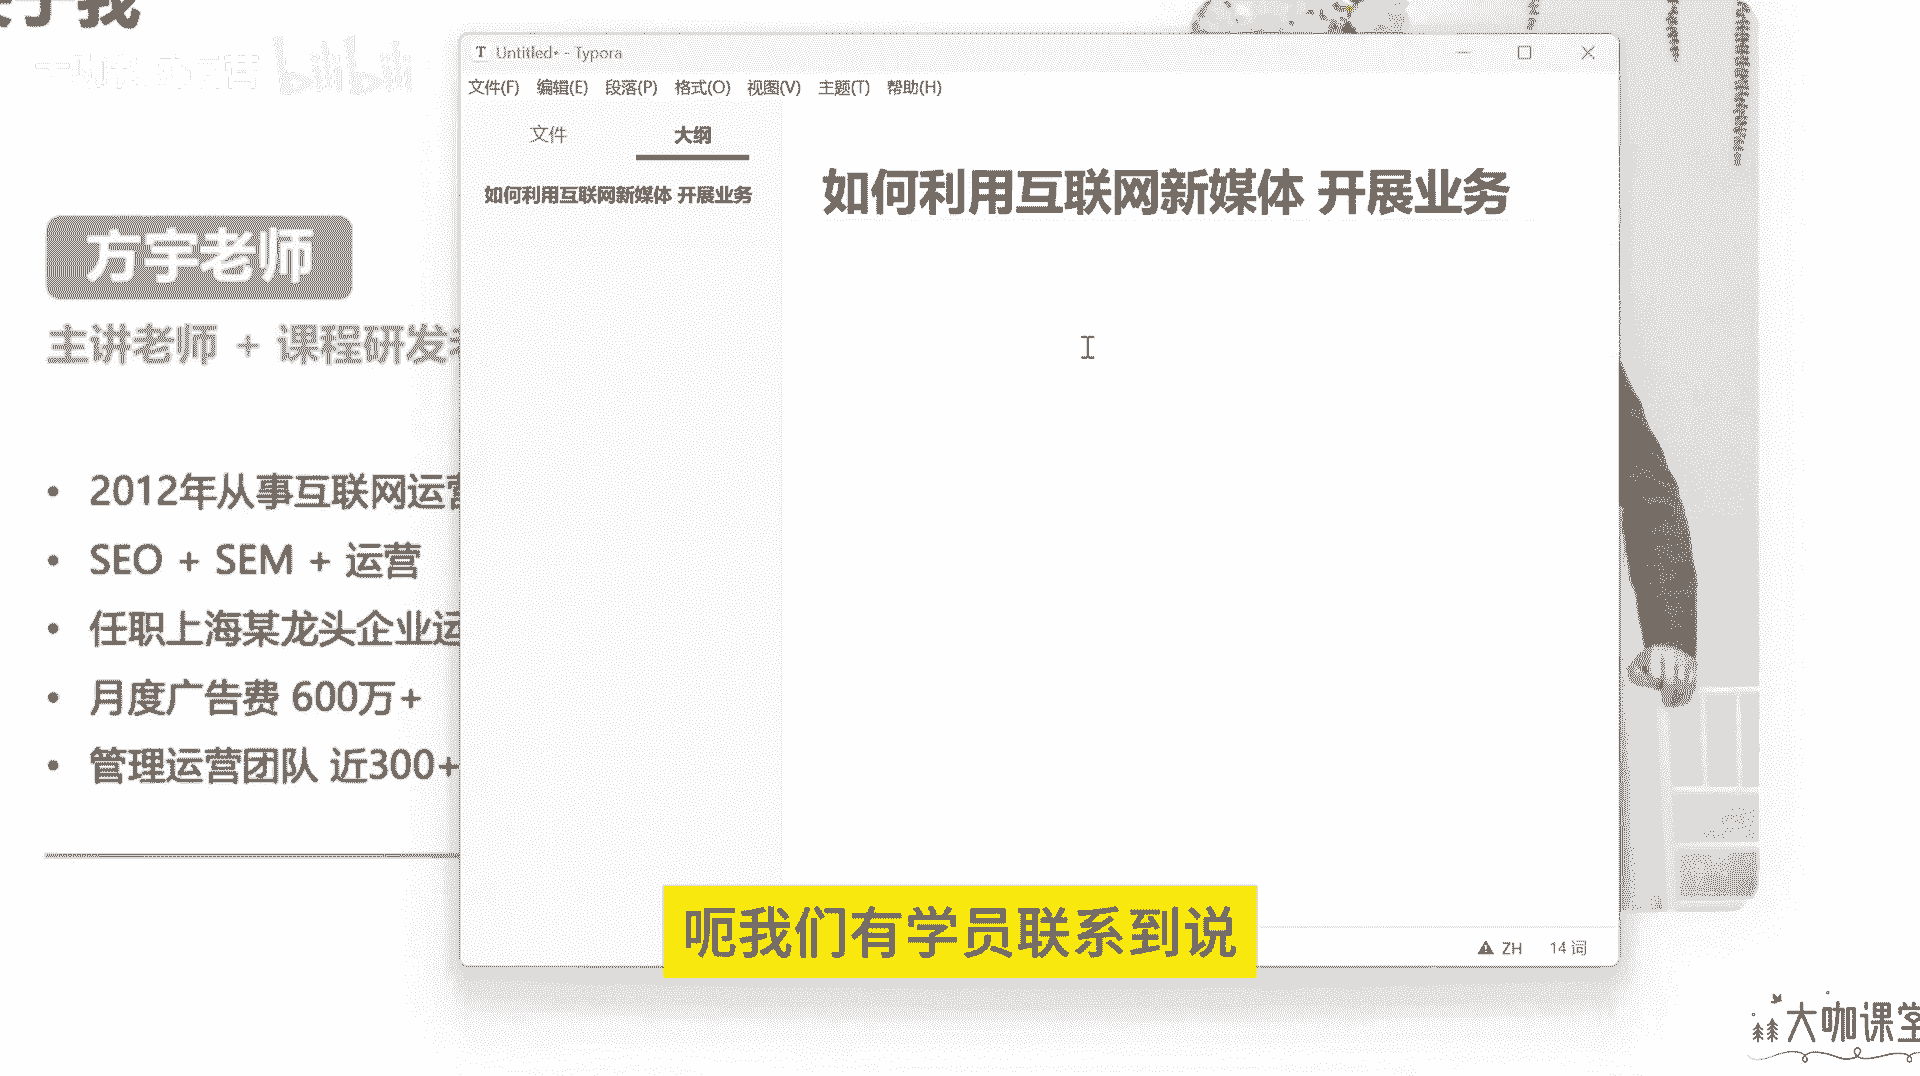 关于我
bilibili
方宇老师
主讲老师 + 课程研发
2012年从事互联网运营
SEO + SEM + 运营
任职上海某龙头企业运
月度广告费 600万+
管理运营团队 近300+
Untitled• - Typora
文件(F) 编辑(E) 段落(P) 格式(O) 视图(V) 主题(T) 帮助(H)
文件 大纲
如何利用互联网新媒体 开展业务
如何利用互联网新媒体 开展业务
ZH 14 词
呃我们有学员联系到说
大咖课堂